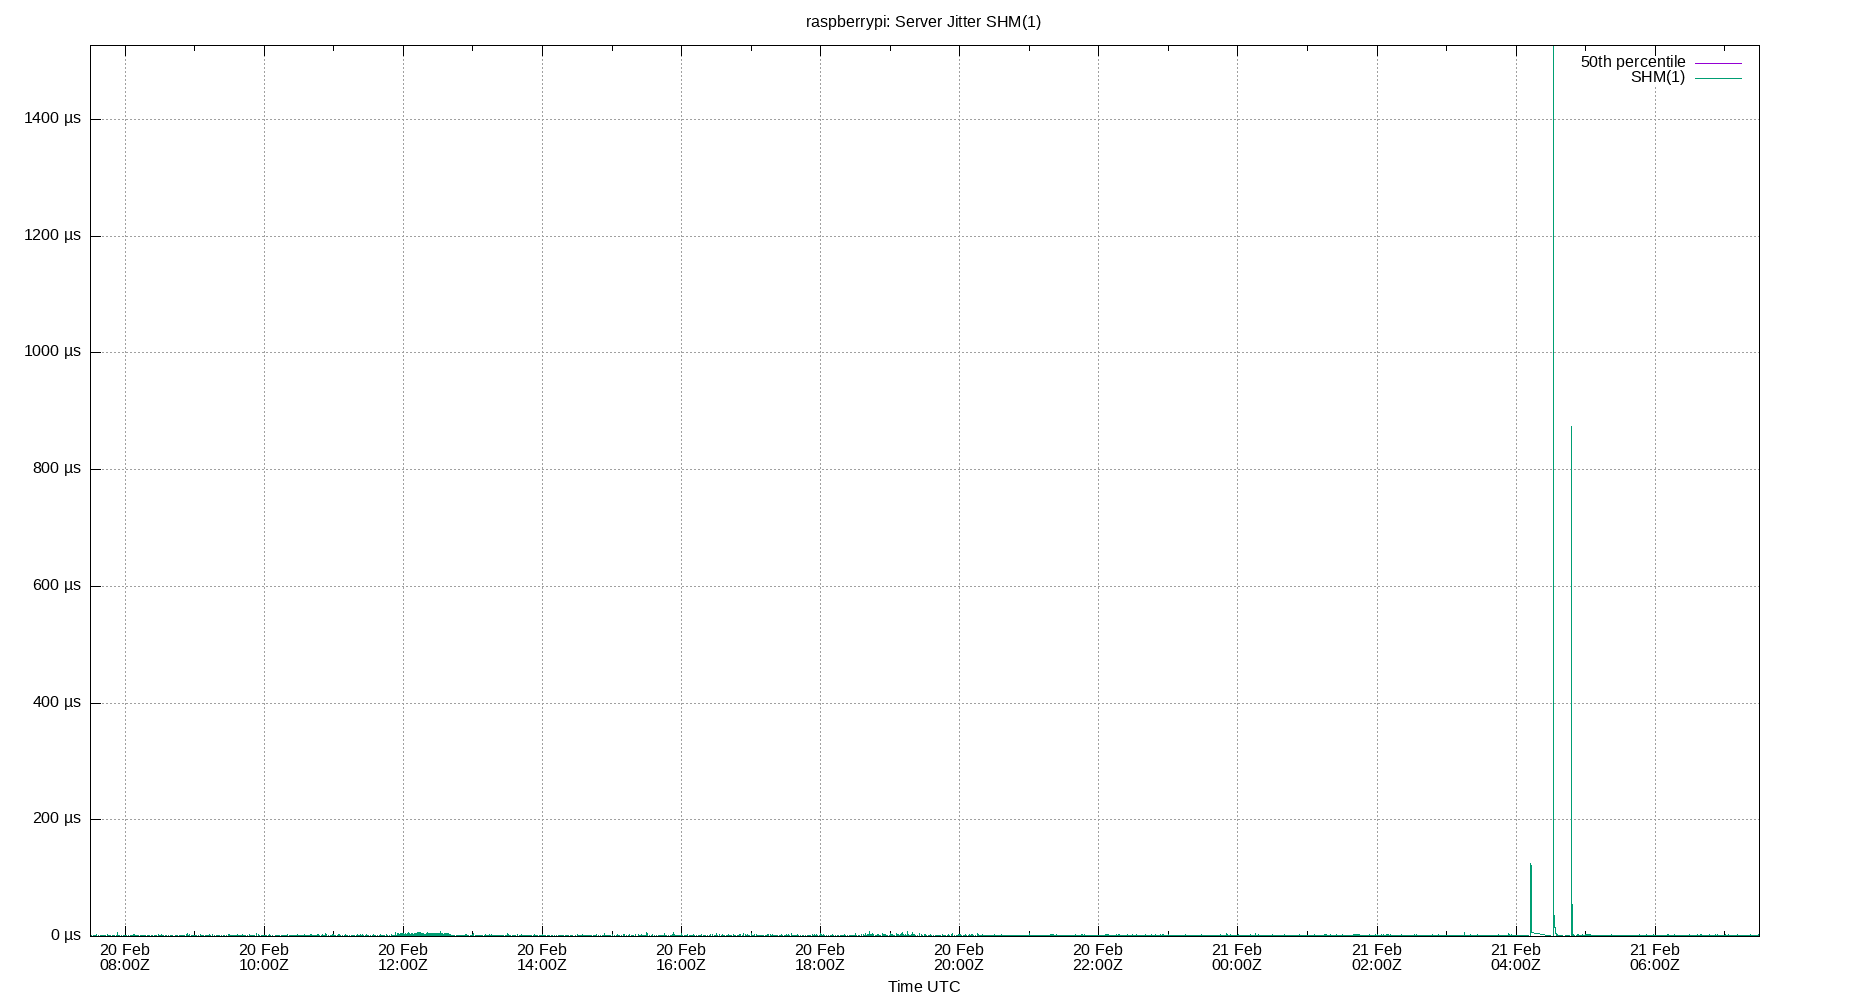 raspberrypi: Server Jitter SHM(1)
50th percentile
SHM(1)
1400 µs
1200 µs
1000 µs
800 µs
600 µs
400 µs
200 µs
0 µs
20 Feb 20 Feb 20 Feb 20 Feb 20 Feb 20 Feb 20 Feb 20 Feb 21 Feb 21 Feb 21 Feb 21 Feb
08:00Z 10:00Z 12:00Z 14:00Z 16:00Z 18:00Z 20:00Z 22:00Z 00:00Z 02:00Z 04:00Z 06:00Z
Time UTC